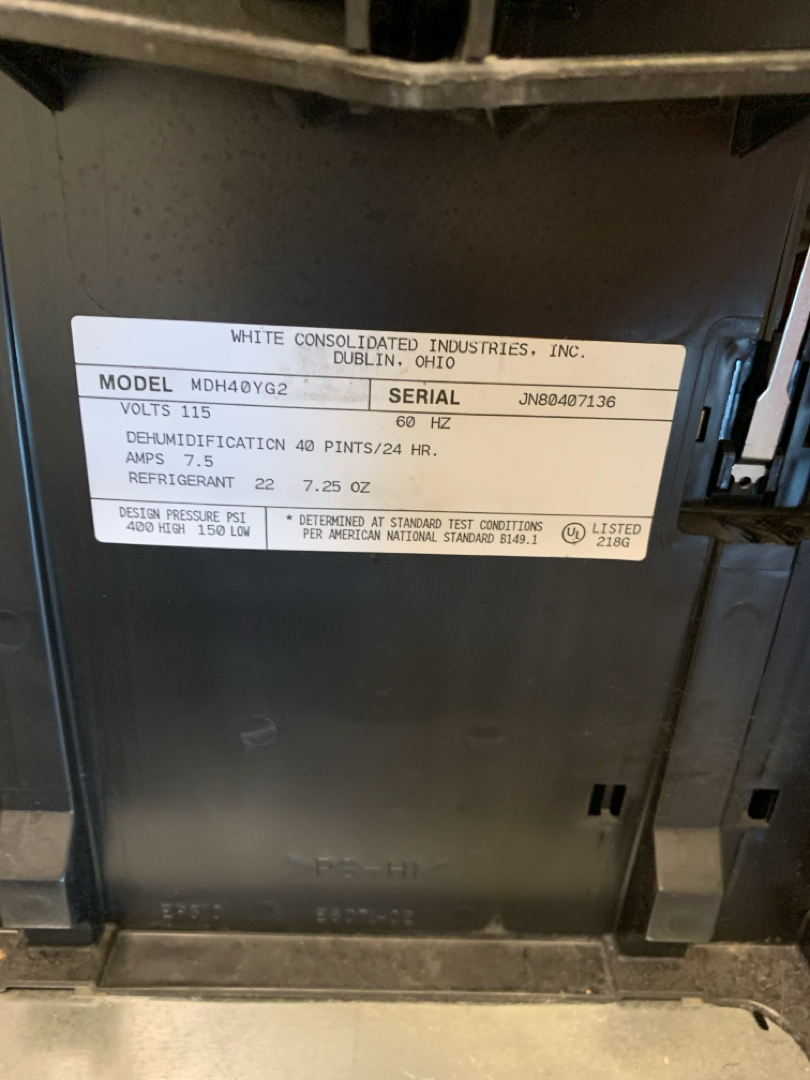 WHITE CONSOLIDATED INDUSTRIES, INC.
DUBLIN, OHIO
MODEL MDH40YG2
SERIAL JN80407136
VOLTS 115
60 HZ
DEHUMIDIFICATICN 40 PINTS/24 HR.
AMPS 7.5
REFRIGERANT 22 7.25 OZ
DESIGN PRESSURE PSI
400 HIGH 150 LOW
* DETERMINED AT STANDARD TEST CONDITIONS
PER AMERICAN NATIONAL STANDARD B149.1
UL LISTED
218G
PS-HI